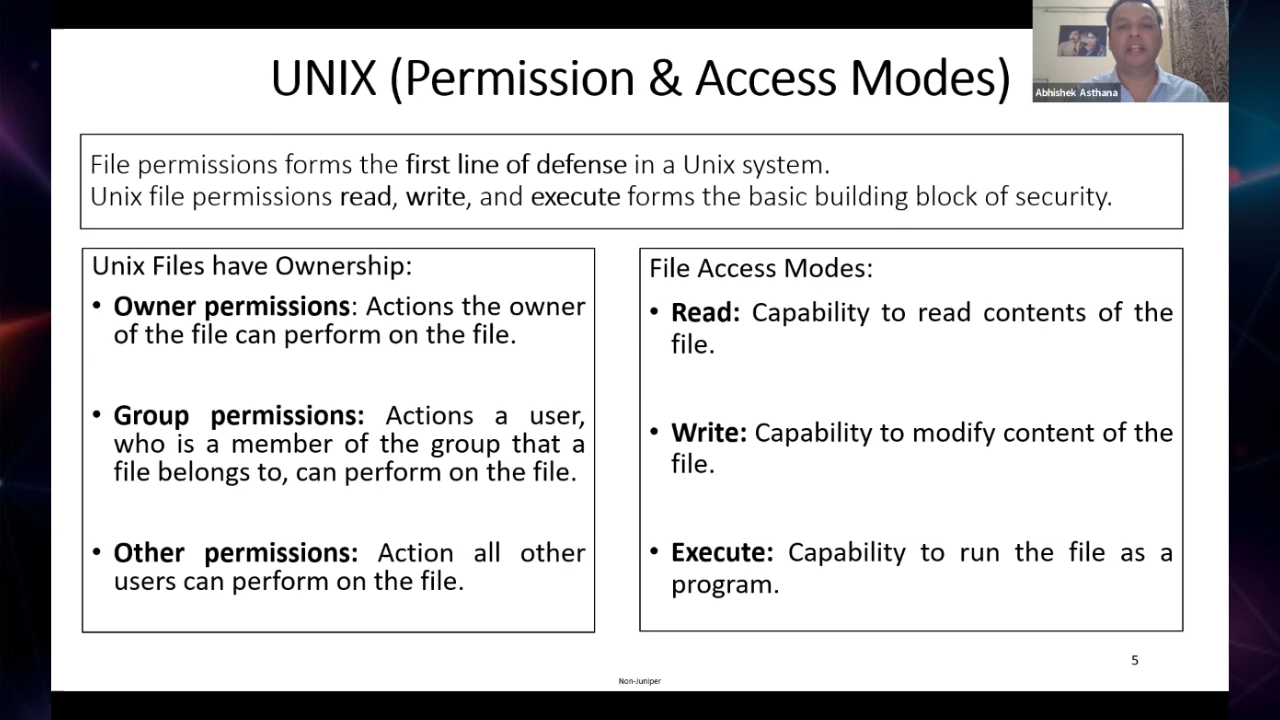 UNIX (Permission & Access Modes)
Abhishek Asthana
File permissions forms the first line of defense in a Unix system.
Unix file permissions read, write, and execute forms the basic building block of security.
Unix Files have Ownership:
• Owner permissions: Actions the owner
of the file can perform on the file.
• Group permissions: Actions a user,
who is a member of the group that a
file belongs to, can perform on the file.
• Other permissions: Action all other
users can perform on the file.
File Access Modes:
• Read: Capability to read contents of the
file.
• Write: Capability to modify content of the
file.
• Execute: Capability to run the file as a
program.
5
Non-Juniper